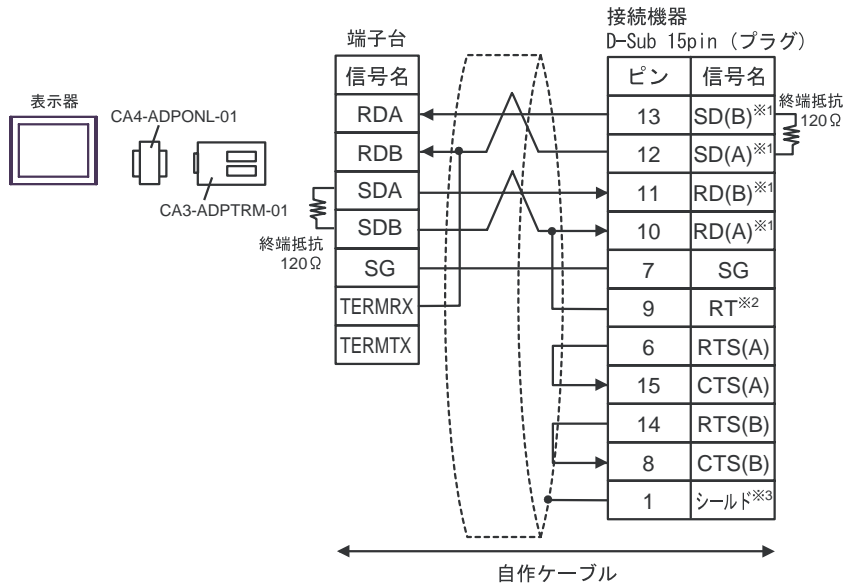 接続機器
D-Sub 15pin (プラグ)
端子台
信号名
RDA
RDB
SDA
SDB
SG
TERMRX
TERMTX
ピン 信号名
13 SD(B)※1
12 SD(A)※1
11 RD(B)※1
10 RD(A)※1
7 SG
9 RT※2
6 RTS(A)
15 CTS(A)
14 RTS(B)
8 CTS(B)
1 シールド※3
終端抵抗
120Ω
表示器
CA4-ADPONL-01
CA3-ADPTRM-01
終端抵抗
120Ω
自作ケーブル